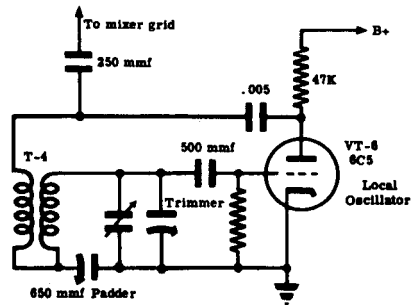 To mixer grid
B+
250 mmf
47K
.005
VT-6
6C5
T-4
500 mmf
Local
Oscillator
Trimmer
650 mmf Padder